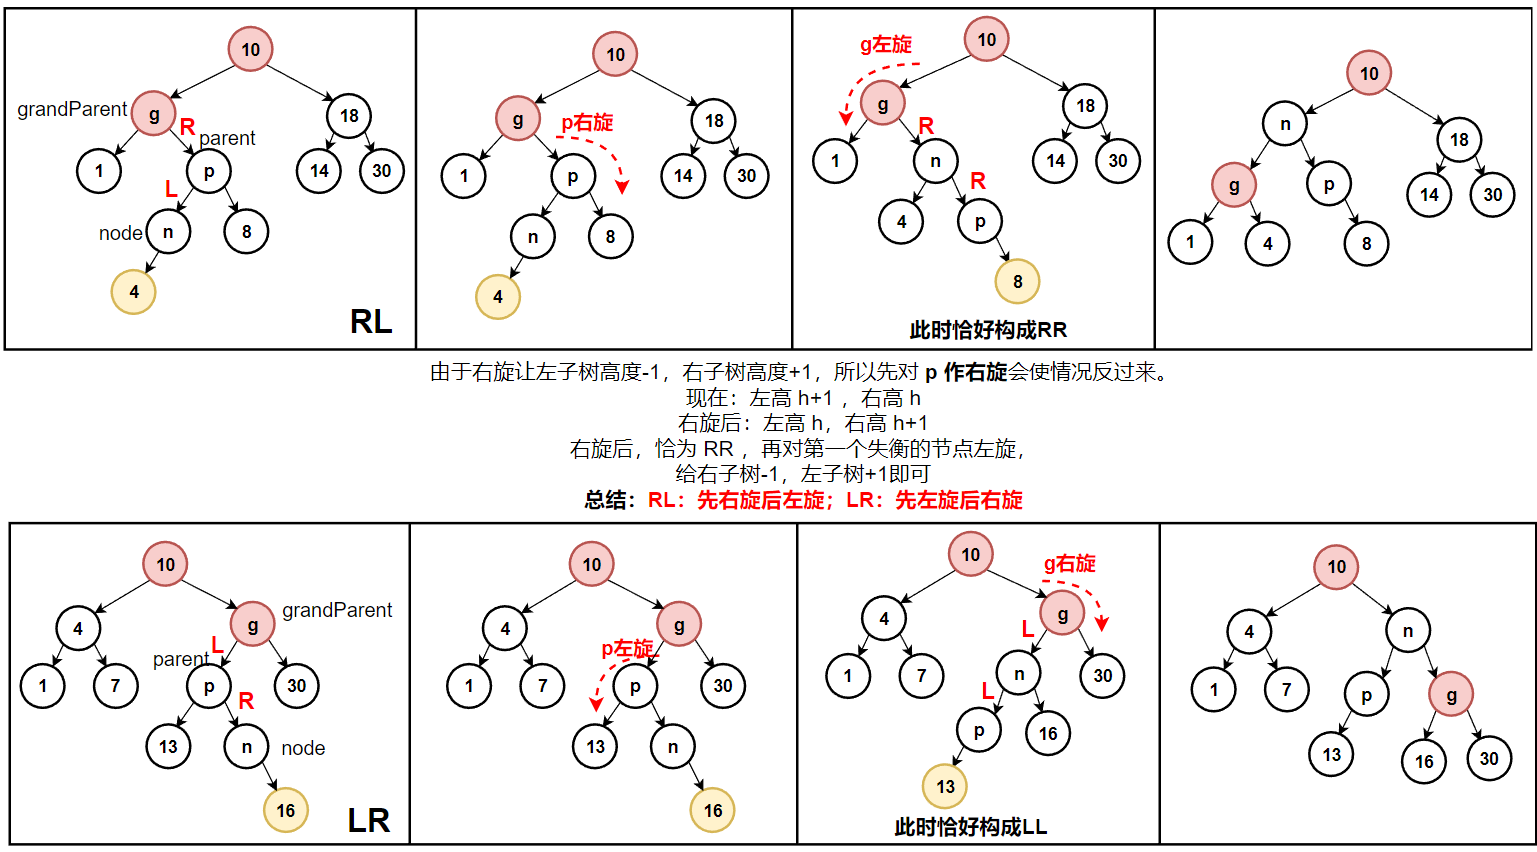 10
grandParent
g
R
parent
18
1
p
14
30
L
node
n
8
4
RL
10
g
p右旋
18
1
p
14
30
n
8
4
g左旋
10
g
R
18
1
n
14
30
R
4
p
8
此时恰好构成RR
10
n
18
g
p
14
30
1
4
8
由于右旋让左子树高度-1，右子树高度+1，所以先对 p 作右旋会使情况反过来。
现在：左高 h+1 ，右高 h
右旋后：左高 h，右高 h+1
右旋后，恰为 RR ，再对第一个失衡的节点左旋，
给右子树-1，左子树+1即可
总结：RL：先右旋后左旋；LR：先左旋后右旋
10
grandParent
4
g
L
parent
1
7
p
30
R
13
n
node
16
LR
10
4
g
p左旋
1
7
p
30
13
n
16
10
g右旋
4
g
L
1
7
n
30
L
p
16
13
此时恰好构成LL
10
4
n
1
7
p
g
13
16
30